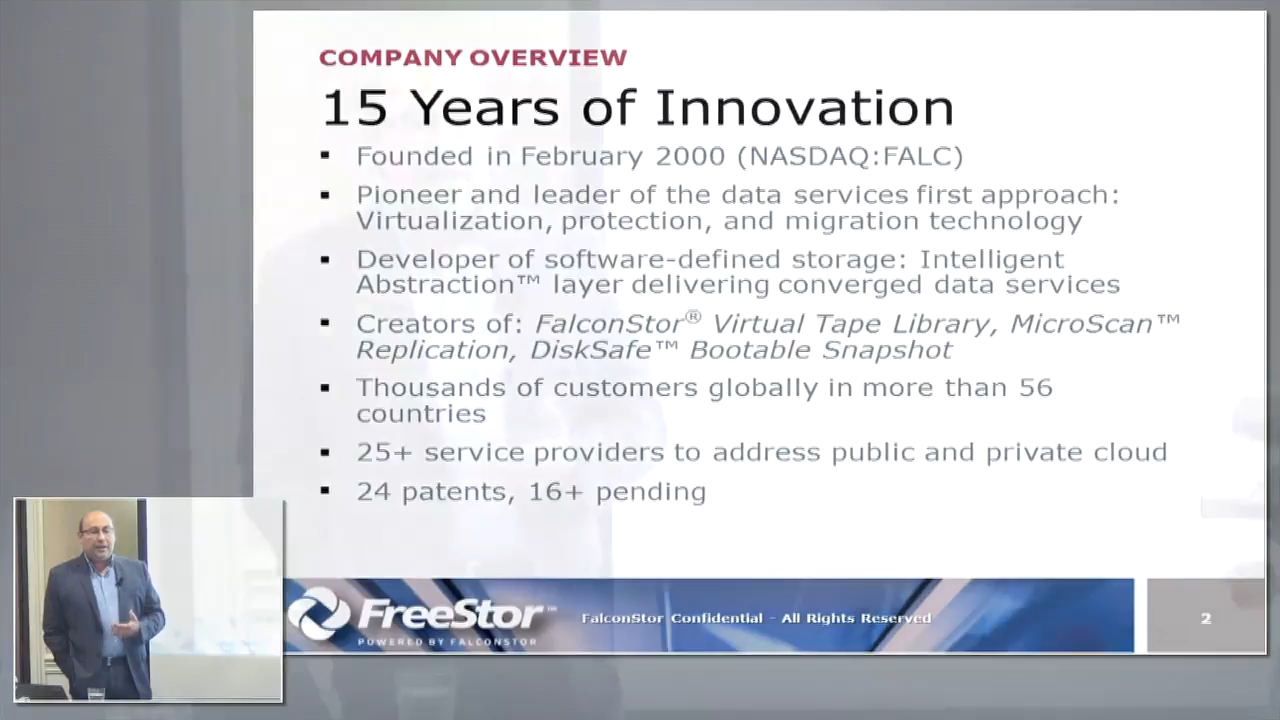 COMPANY OVERVIEW
15 Years of Innovation
▪ Founded in February 2000 (NASDAQ:FALC)
▪ Pioneer and leader of the data services first approach:
Virtualization, protection, and migration technology
▪ Developer of software-defined storage: Intelligent
Abstraction™ layer delivering converged data services
▪ Creators of: FalconStor® Virtual Tape Library, MicroScan™
Replication, DiskSafe™ Bootable Snapshot
▪ Thousands of customers globally in more than 56
countries
▪ 25+ service providers to address public and private cloud
▪ 24 patents, 16+ pending
FreeStor™
POWERED BY FALCONSTOR
FalconStor Confidential - All Rights Reserved
2